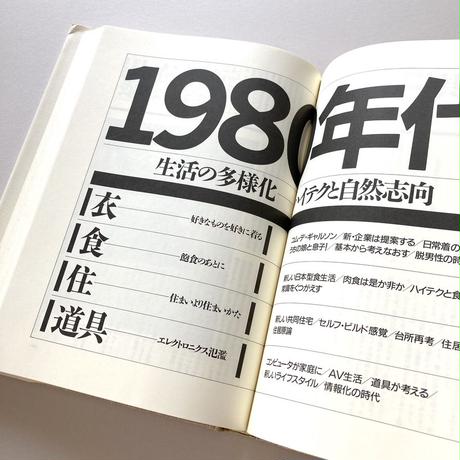 1980年代
生活の多様化
ハイテクと自然志向
衣
好きなものを好きに着る
コム・デ・ギャルソン/新・企業は提案する/日常着の
基本から考えなおす/脱男性の時
食
飽食のあとに
新しい日本型食生活/肉食は是か非か/ハイテクと食
常識をくつがえす
住
住まいより住まいかた
新しい共同住宅/セルフ・ビルド感覚/台所再考/住居
住居原論
道具
エレクトロニクス氾濫
コンピュータが家庭に/AV生活/道具が考える/
新しいライフスタイル/情報化の時代